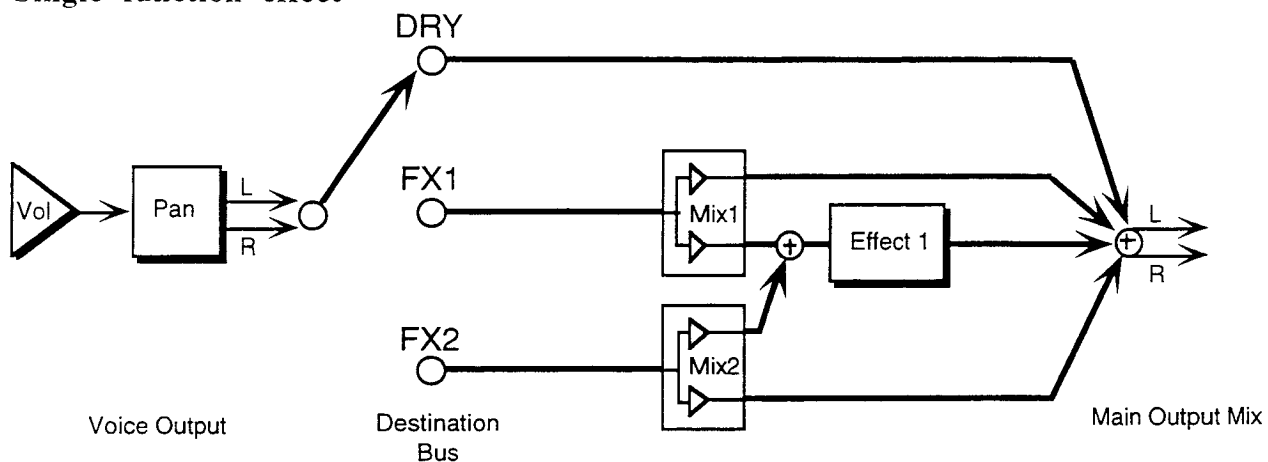 Single function effect
DRY
FX1
FX2
Vol
Pan
L
R
Mix1
Mix2
+
Effect 1
+
L
R
Voice Output
Destination
Bus
Main Output Mix